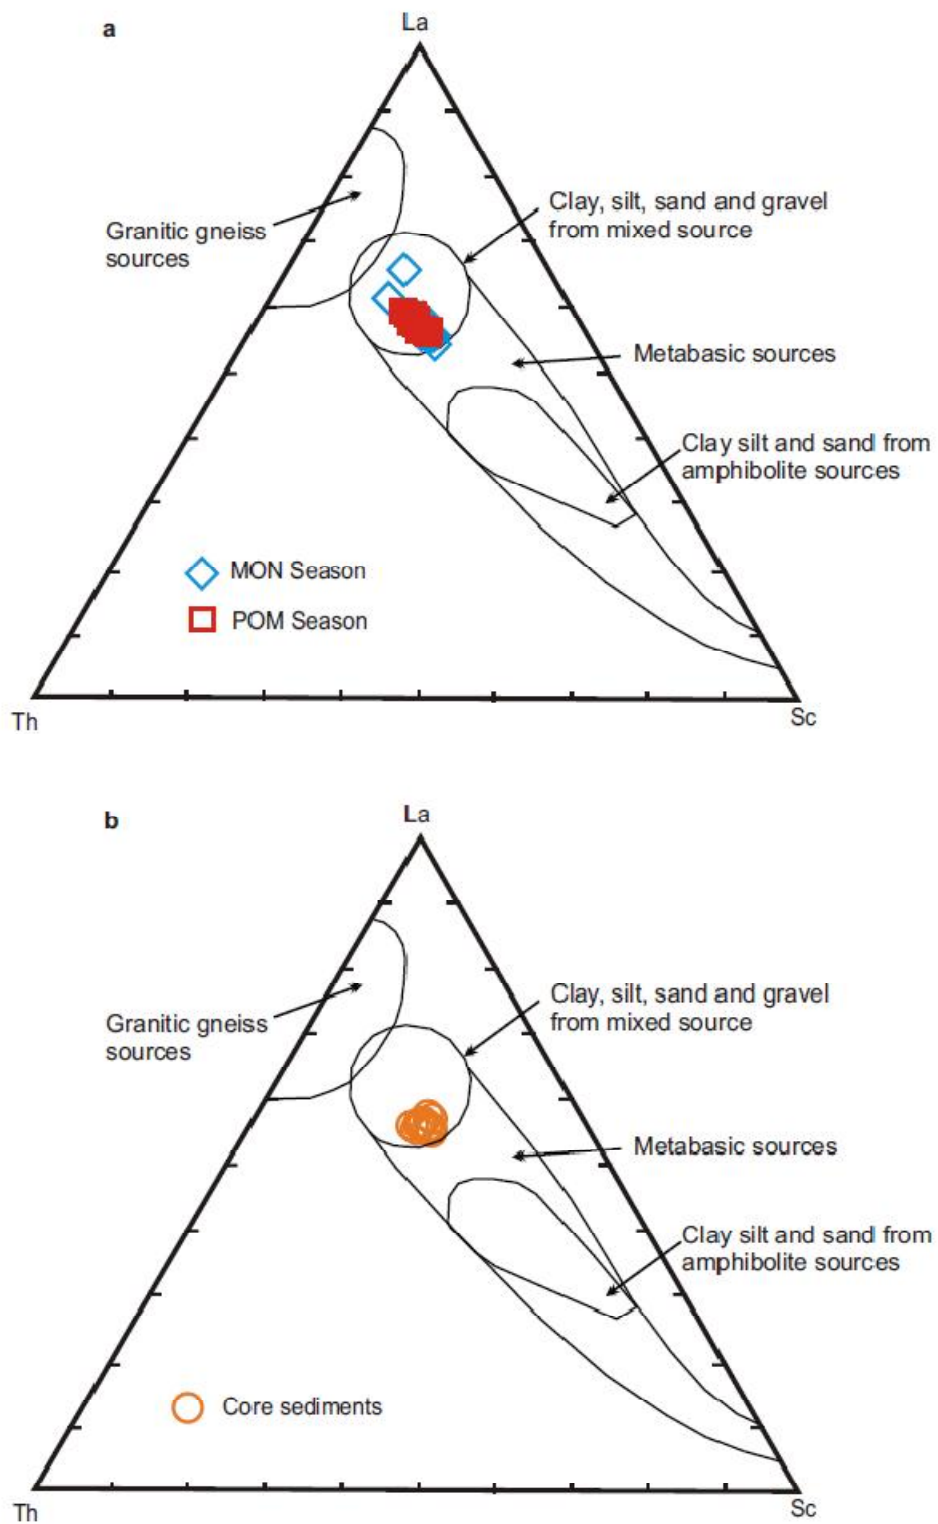 a
La
Clay, silt, sand and gravel
from mixed source
Granitic gneiss
sources
Metabasic sources
Clay silt and sand from
amphibolite sources
MON Season
POM Season
Th
Sc
b
La
Clay, silt, sand and gravel
from mixed source
Granitic gneiss
sources
Metabasic sources
Clay silt and sand from
amphibolite sources
Core sediments
Th
Sc